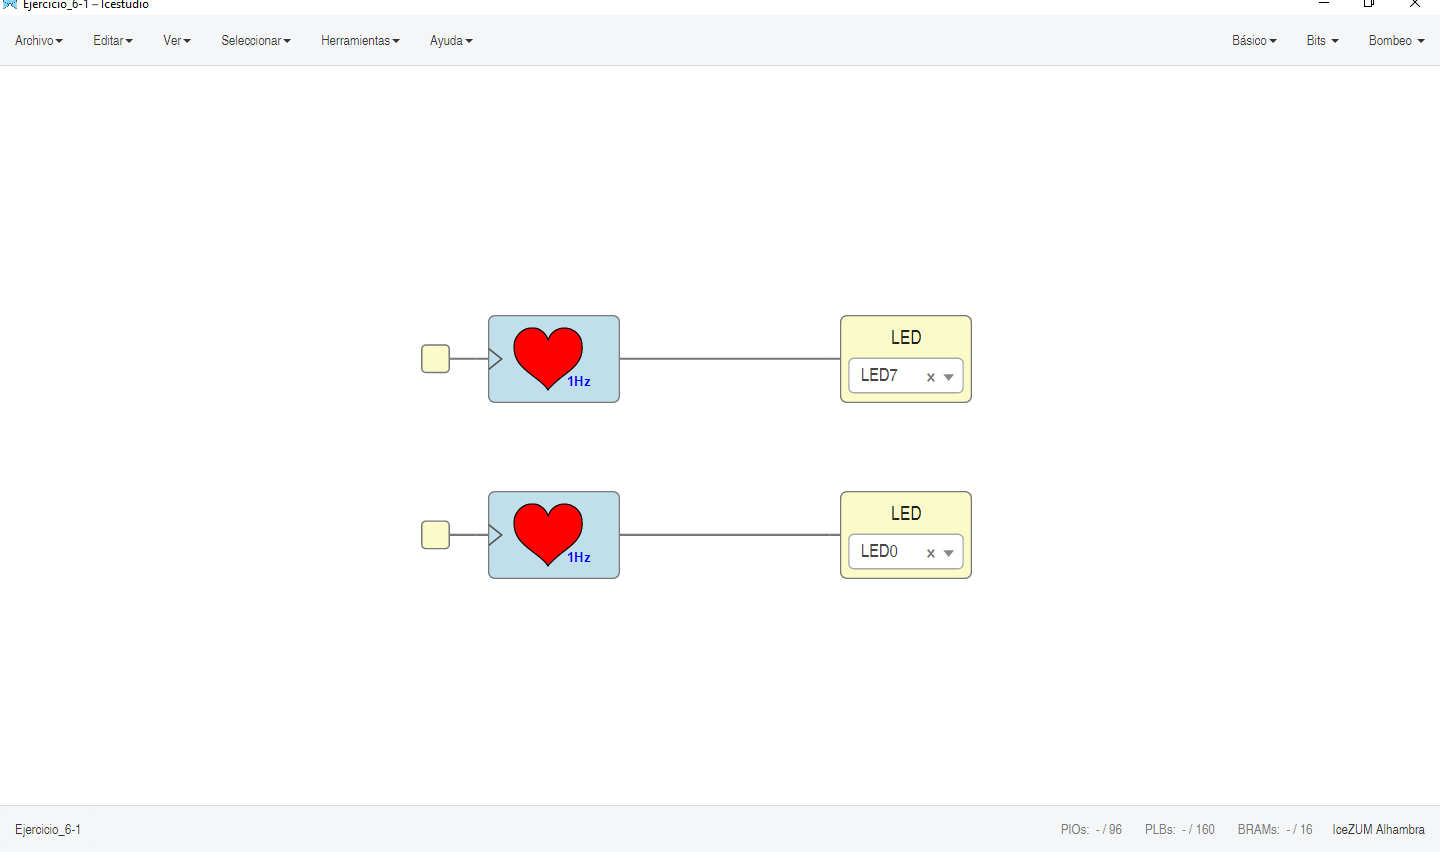 Ejercicio_6-1 – Icestudio
Archivo Editar Ver Seleccionar Herramientas Ayuda Básico Bits Bombeo
LED
1Hz LED7 ×
LED
1Hz LED0 ×
Ejercicio_6-1 PIOs: - / 96 PLBs: - / 160 BRAMs: - / 16 IceZUM Alhambra